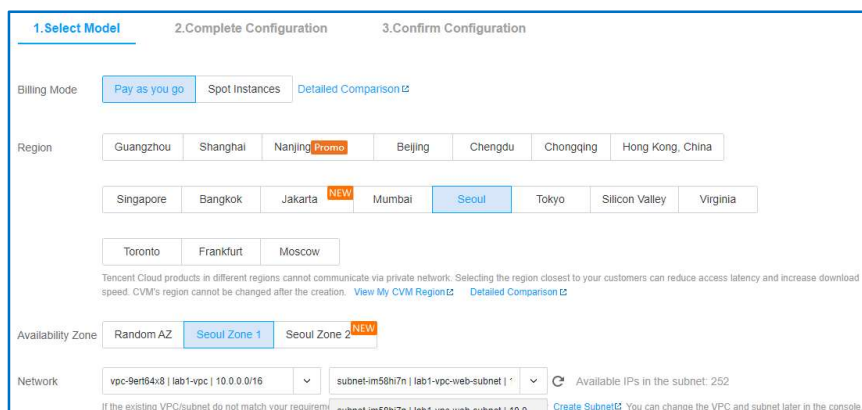 1.Select Model 2.Complete Configuration 3.Confirm Configuration
Billing Mode Pay as you go Spot Instances Detailed Comparison
Region Guangzhou Shanghai Nanjing Promo Beijing Chengdu Chongqing Hong Kong, China
Singapore Bangkok Jakarta NEW Mumbai Seoul Tokyo Silicon Valley Virginia
Toronto Frankfurt Moscow
Tencent Cloud products in different regions cannot communicate via private network. Selecting the region closest to your customers can reduce access latency and increase download
speed. CVM's region cannot be changed after the creation. View My CVM Region Detailed Comparison
Availability Zone Random AZ Seoul Zone 1 Seoul Zone 2 NEW
Network vpc-9ert64x8 | lab1-vpc | 10.0.0.0/16 subnet-im58hi7n | lab1-vpc-web-subnet | Available IPs in the subnet: 252
If the existing VPC/subnet do not match your Create Subnet You can change the VPC and subnet later in the console